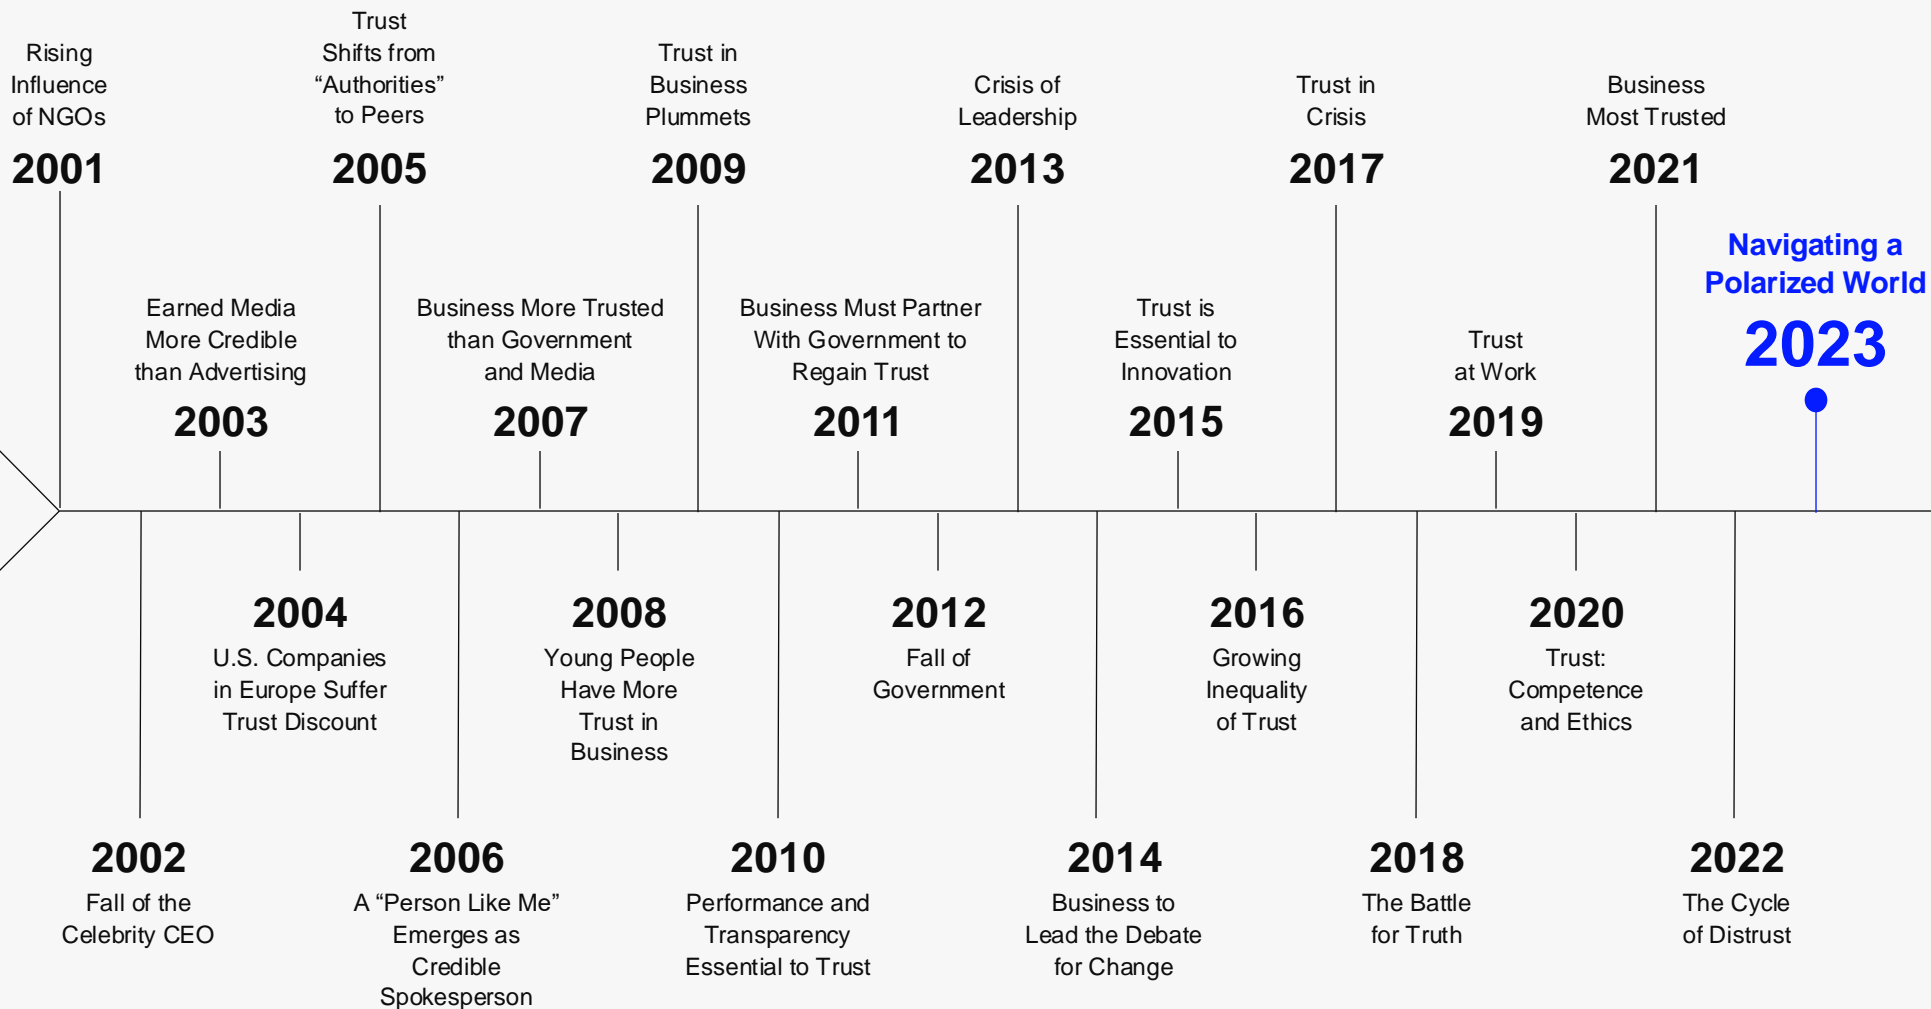 Rising
Influence
of NGOs
2001
Trust
Shifts from
“Authorities”
to Peers
2005
Trust in
Business
Plummets
2009
Crisis of
Leadership
2013
Trust in
Crisis
2017
Business
Most Trusted
2021
Earned Media
More Credible
than Advertising
2003
Business More Trusted
than Government
and Media
2007
Business Must Partner
With Government to
Regain Trust
2011
Trust is
Essential to
Innovation
2015
Trust
at Work
2019
Navigating a
Polarized World
2023
2004
U.S. Companies
in Europe Suffer
Trust Discount
2008
Young People
Have More
Trust in
Business
2012
Fall of
Government
2016
Growing
Inequality
of Trust
2020
Trust:
Competence
and Ethics
2002
Fall of the
Celebrity CEO
2006
A “Person Like Me”
Emerges as
Credible
Spokesperson
2010
Performance and
Transparency
Essential to Trust
2014
Business to
Lead the Debate
for Change
2018
The Battle
for Truth
2022
The Cycle
of Distrust